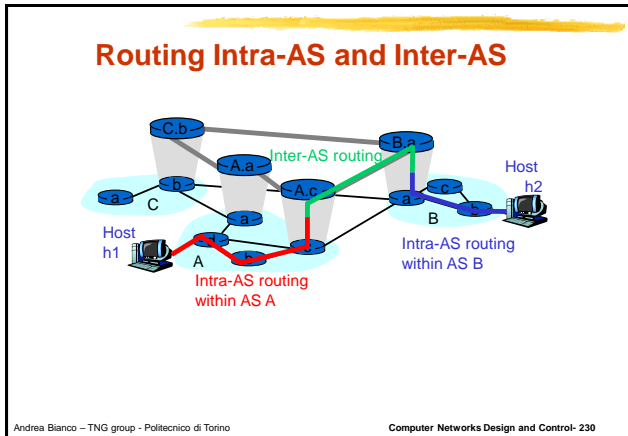 Routing Intra-AS and Inter-AS
C.b
B.a
Inter-AS routing
A.a
A.c
Host
h2
b
a
C
a
c
a
b
B
Host
h1
d
A
b
Intra-AS routing
within AS B
Intra-AS routing
within AS A
Andrea Bianco – TNG group - Politecnico di Torino
Computer Networks Design and Control- 230